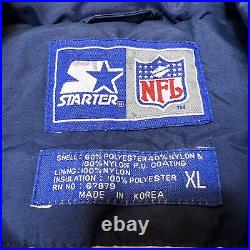 STARTER
NFL
TM
SHELL: 60% POLYESTER 40% NYLON &
100% NYLON P.U. COATING
LINING: 100% NYLON
INSULATION: 100% POLYESTER
RN NO: 67879
MADE IN KOREA
XL